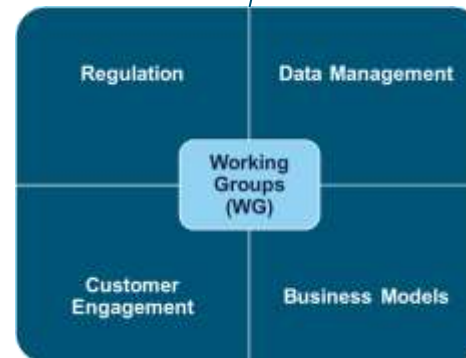 Regulation
Data Management
Working
Groups
(WG)
Customer
Engagement
Business Models